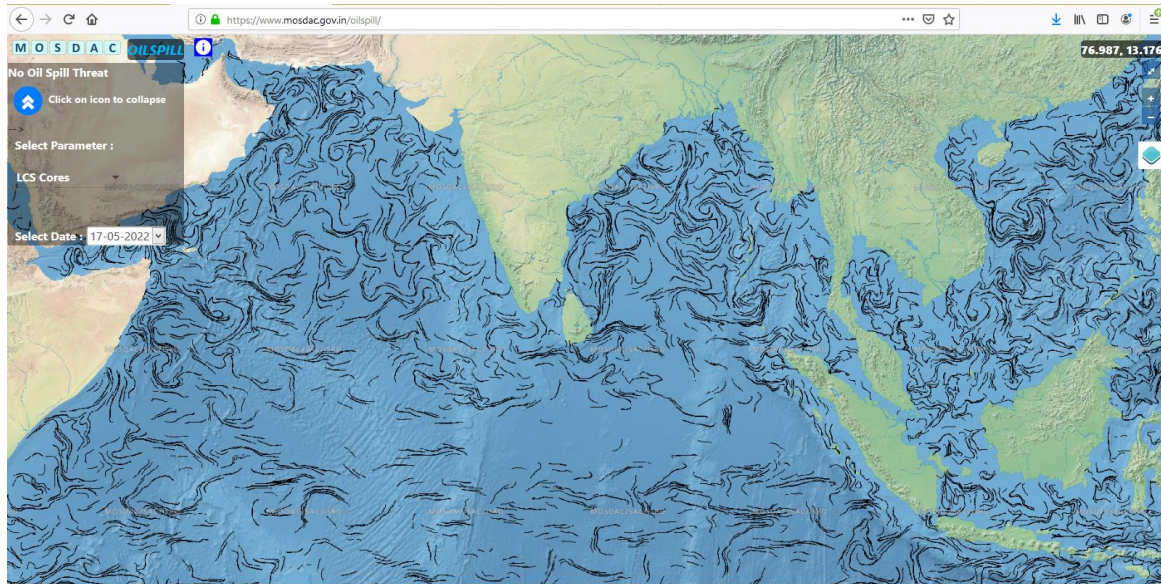 https://www.mosdac.gov.in/oilspill/
MOSDAC OILSPILL
76.987, 13.176
No Oil Spill Threat
Click on icon to collapse
-->
Select Parameter :
LCS Cores
Select Date : 17-05-2022